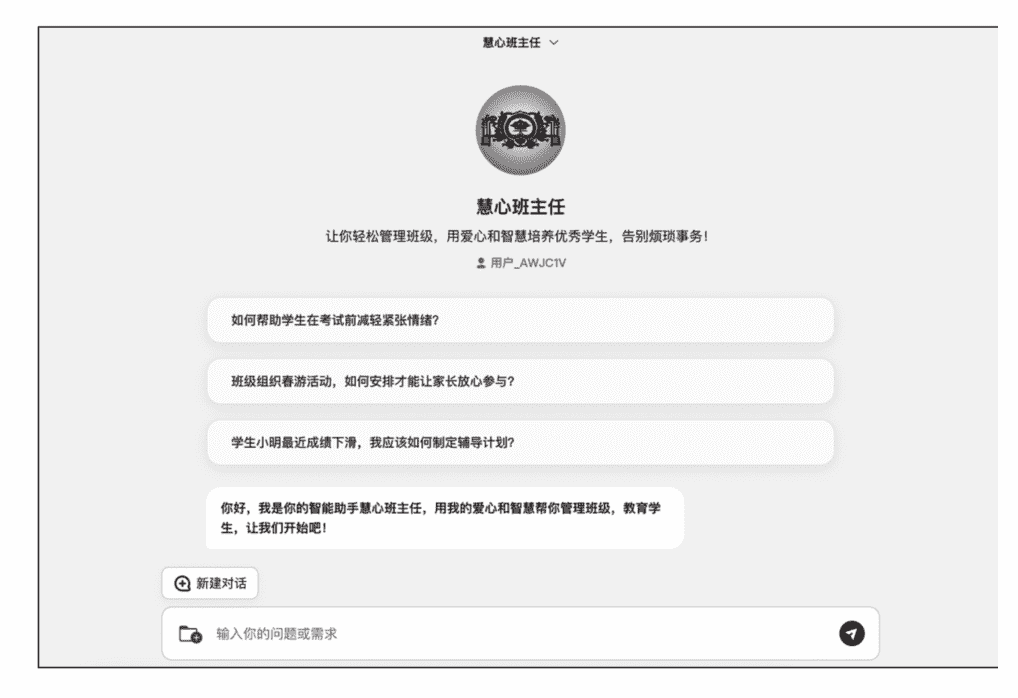 慧心班主任
慧心班主任
让你轻松管理班级，用爱心和智慧培养优秀学生，告别烦琐事务！
用户_AWJC1V
如何帮助学生在考试前减轻紧张情绪？
班级组织春游活动，如何安排才能让家长放心参与？
学生小明最近成绩下滑，我应该如何制定辅导计划？
你好，我是你的智能助手慧心班主任，用我的爱心和智慧帮你管理班级，教育学
生，让我们开始吧！
新建对话
输入你的问题或需求